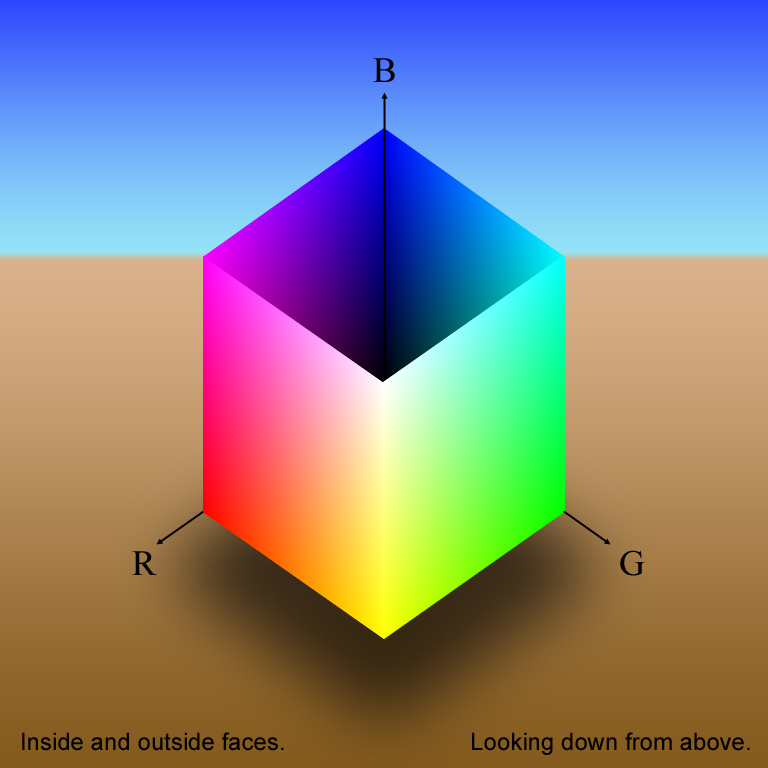 B
R
G
Inside and outside faces.
Looking down from above.